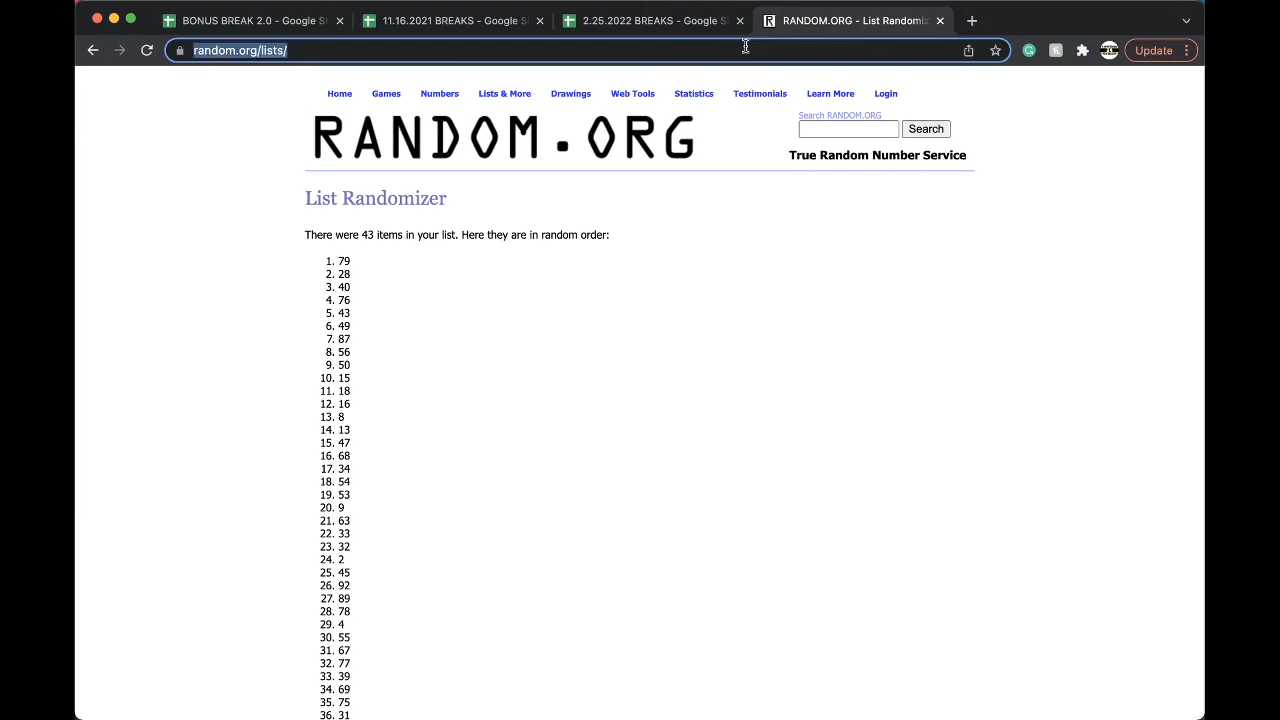 BONUS BREAK 2.0 - Google S
11.16.2021 BREAKS - Google S
2.25.2022 BREAKS - Google S
RANDOM.ORG - List Randomiz
random.org/lists/
Update
Home Games Numbers Lists & More Drawings Web Tools Statistics Testimonials Learn More Login
RANDOM.ORG
Search RANDOM.ORG
Search
True Random Number Service
List Randomizer
There were 43 items in your list. Here they are in random order:
1. 79
2. 28
3. 40
4. 76
5. 43
6. 49
7. 87
8. 56
9. 50
10. 15
11. 18
12. 16
13. 8
14. 13
15. 47
16. 68
17. 34
18. 54
19. 53
20. 9
21. 63
22. 33
23. 32
24. 2
25. 45
26. 92
27. 89
28. 78
29. 4
30. 55
31. 67
32. 77
33. 39
34. 69
35. 75
36. 31